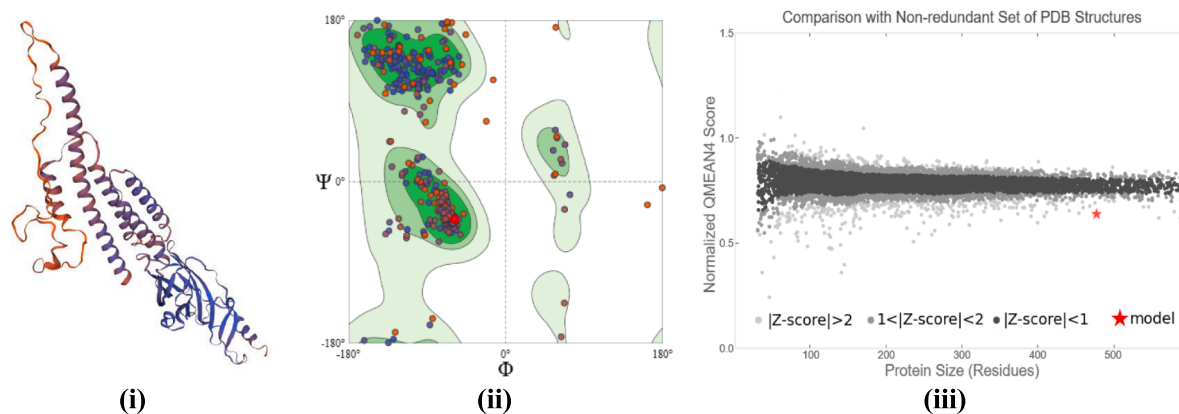 (i)
180°
Ψ
0°
-180°
-180°
0°
180°
Φ
(ii)
Comparison with Non-redundant Set of PDB Structures
Normalized QMEAN4 Score
1.5
1.0
0.5
0.0
|Z-score|>2
1<|Z-score|<2
|Z-score|<1
model
100
200
300
400
500
Protein Size (Residues)
(iii)